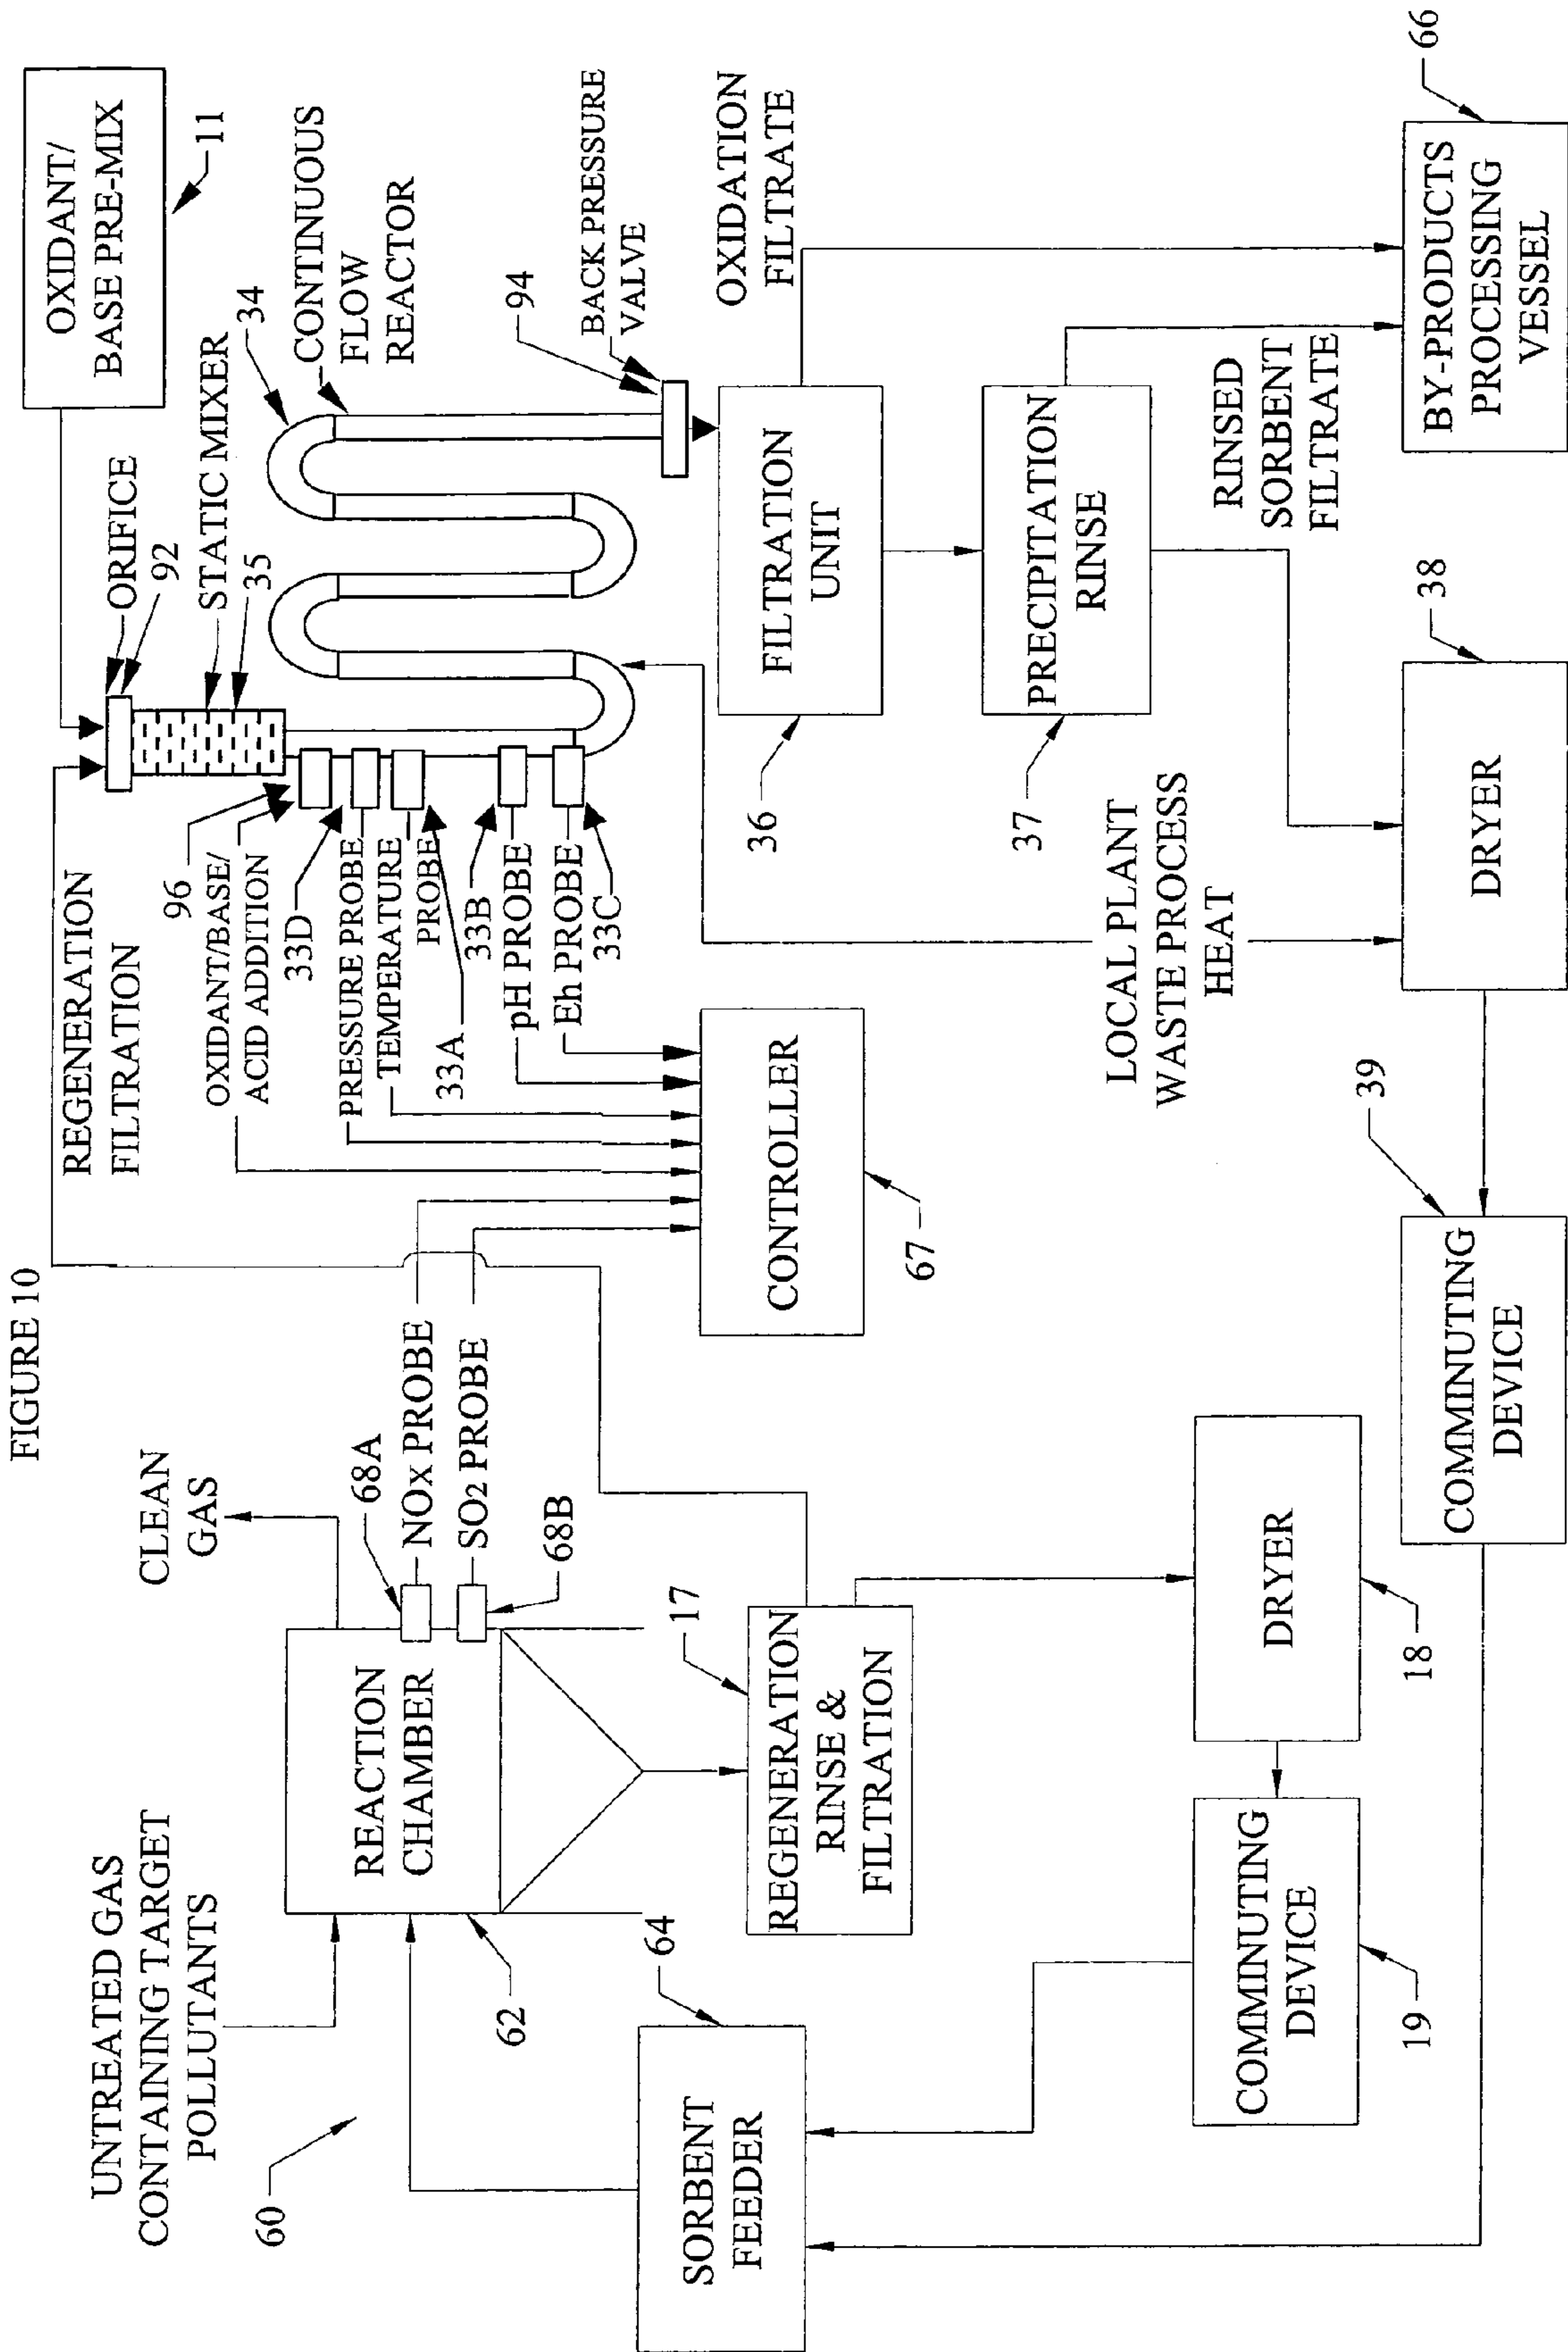 FIGURE 10
UNTREATED GAS
CONTAINING TARGET
POLLUTANTS
60
CLEAN
GAS
REACTION
CHAMBER
62
68A
NOx PROBE
SO2 PROBE
68B
SORBENT
FEEDER
64
REGENERATION
RINSE &
FILTRATION
17
DRYER
18
COMMINUTING
DEVICE
19
COMMINUTING
DEVICE
39
REGENERATION
FILTRATION
OXIDANT/
BASE PRE-MIX
11
ORIFICE
92
STATIC MIXER
35
34
CONTINUOUS
FLOW
REACTOR
96
OXIDANT/BASE/
ACID ADDITION
33D
PRESSURE PROBE
TEMPERATURE
PROBE
33A
33B
pH PROBE
Eh PROBE
33C
CONTROLLER
67
94
BACK PRESSURE
VALVE
FILTRATION
UNIT
36
OXIDATION
FILTRATE
PRECIPITATION
RINSE
37
RINSED
SORBENT
FILTRATE
BY-PRODUCTS
PROCESSING
VESSEL
66
LOCAL PLANT
WASTE PROCESS
HEAT
DRYER
38